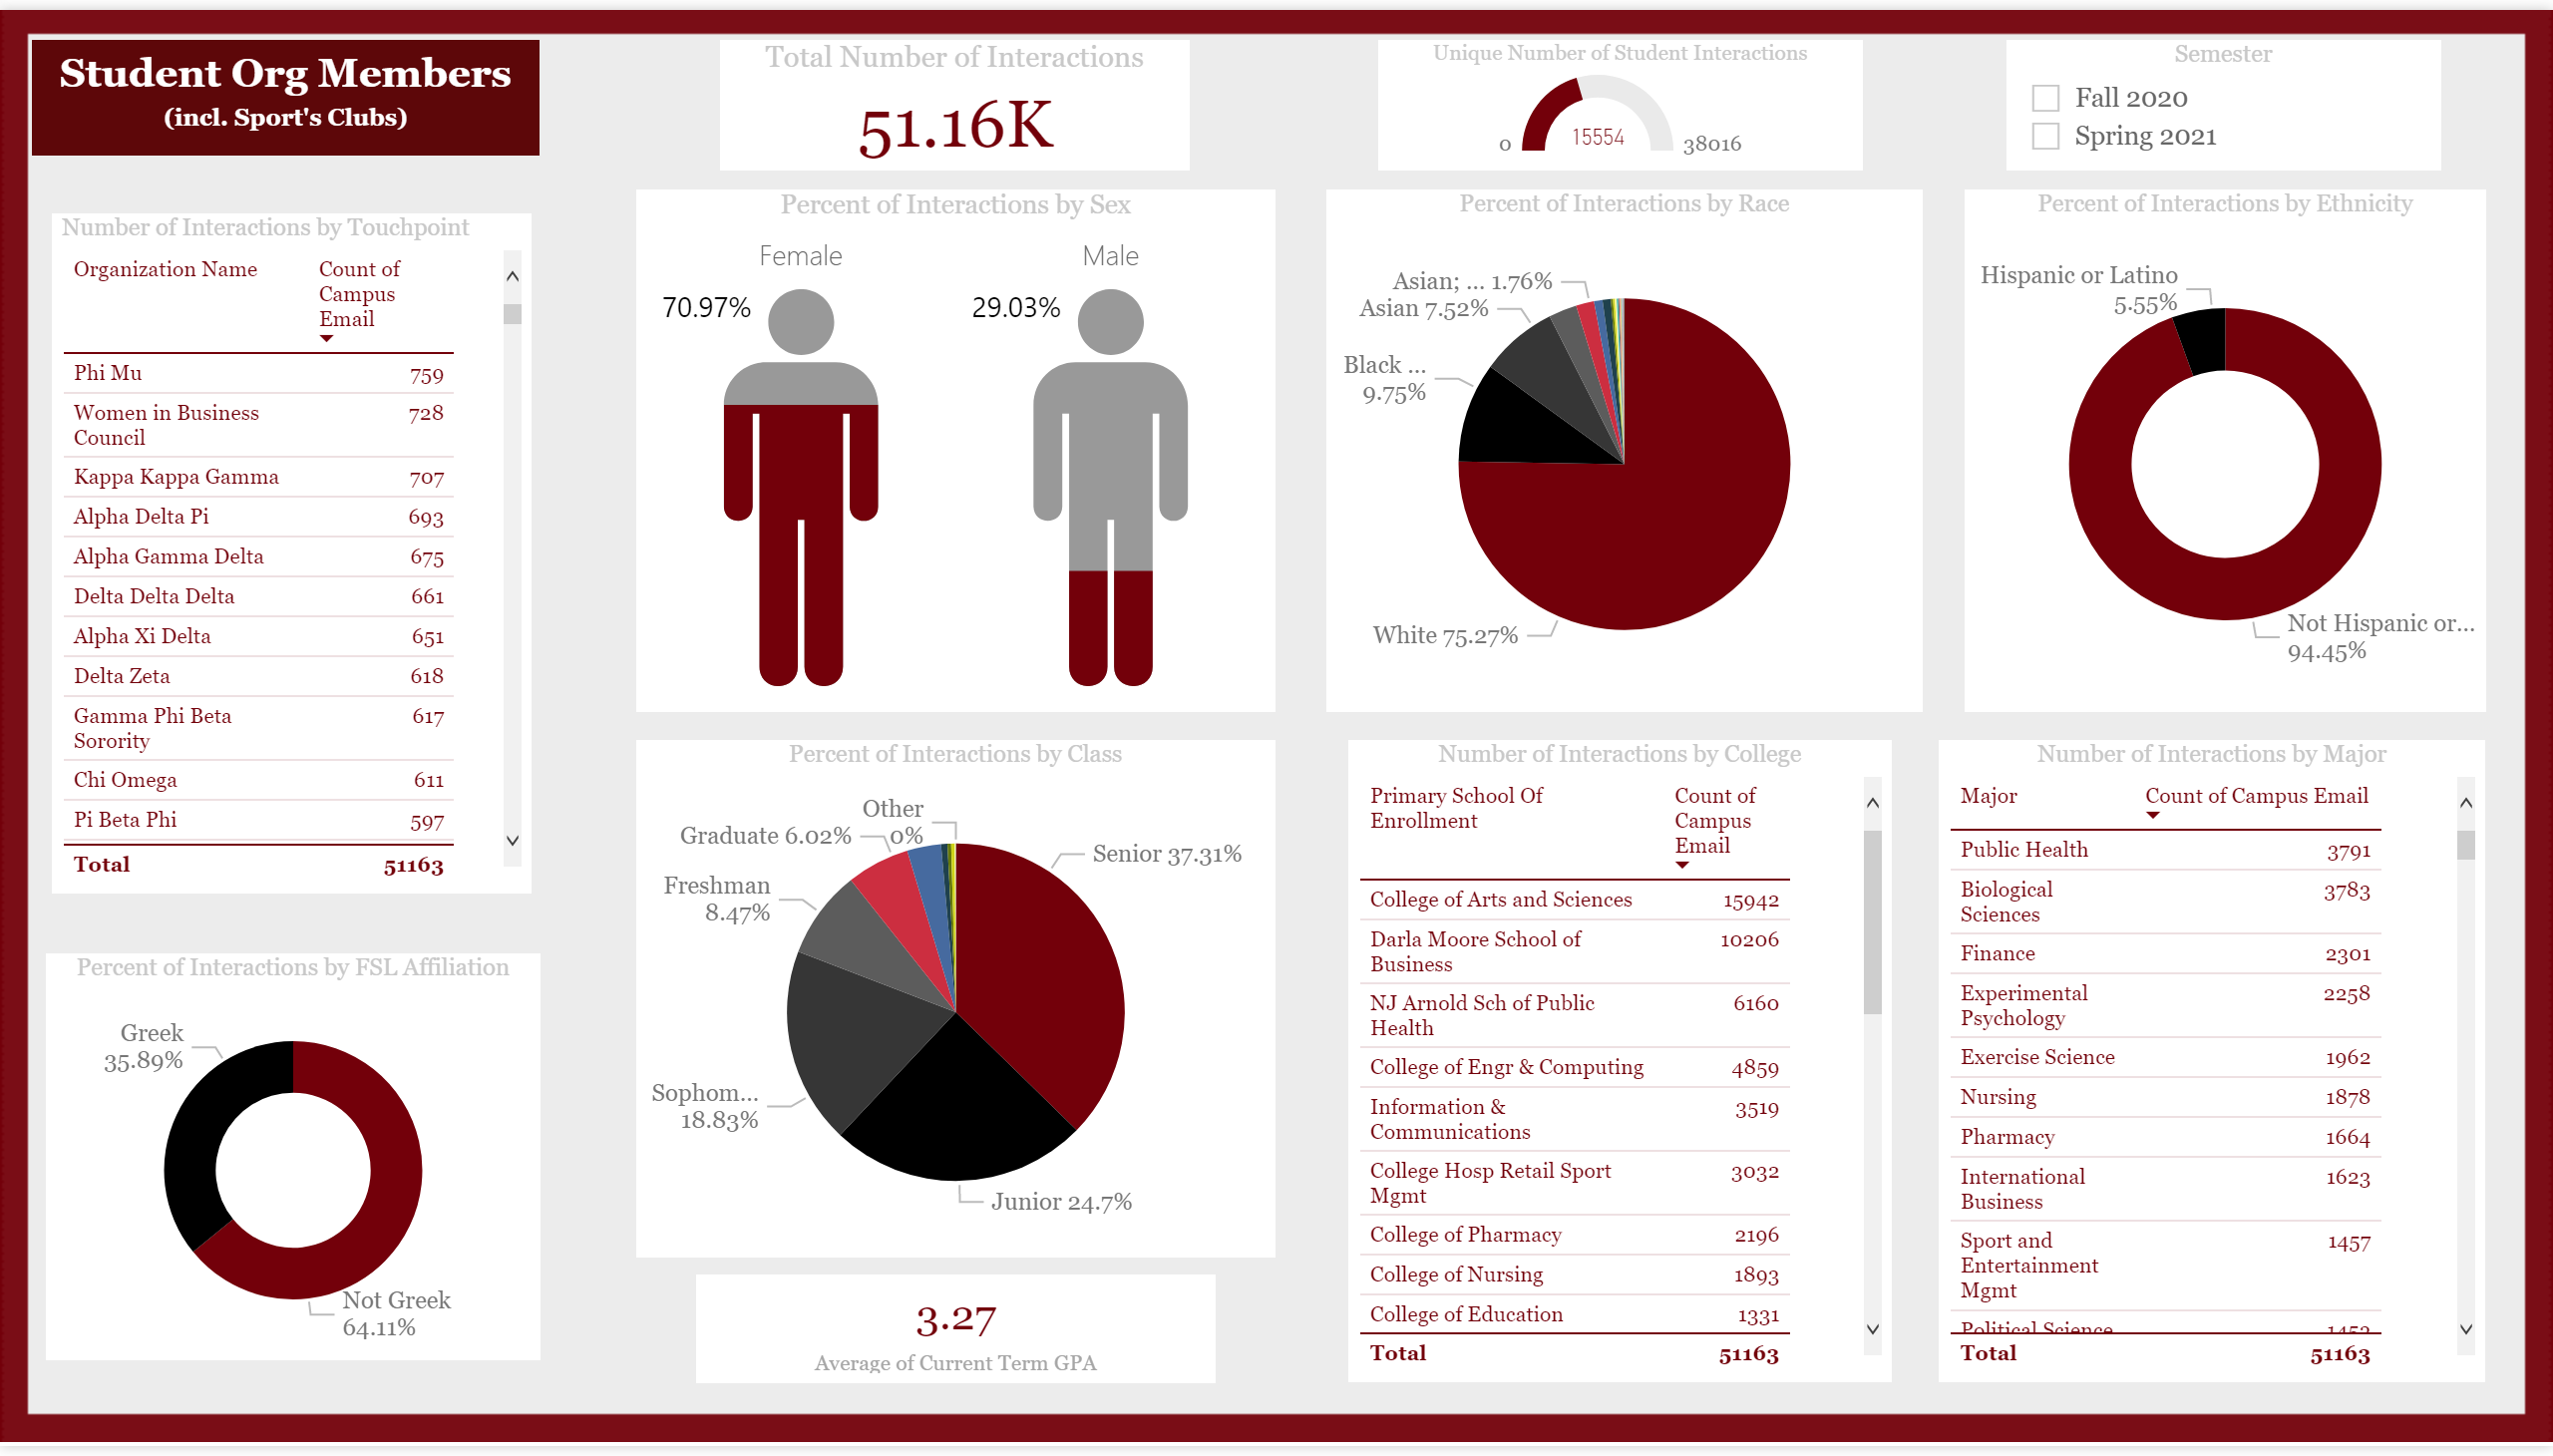 Student Org Members
(incl. Sport's Clubs)
Total Number of Interactions
51.16K
Unique Number of Student Interactions
0
15554
38016
Semester
Fall 2020
Spring 2021
Number of Interactions by Touchpoint
Organization Name
Count of
Campus
Email
Phi Mu 759
Women in Business 728
Council
Kappa Kappa Gamma 707
Alpha Delta Pi 693
Alpha Gamma Delta 675
Delta Delta Delta 661
Alpha Xi Delta 651
Delta Zeta 618
Gamma Phi Beta 617
Sorority
Chi Omega 611
Pi Beta Phi 597
Total 51163
Percent of Interactions by Sex
Female
70.97%
Male
29.03%
Percent of Interactions by Race
Asian; ... 1.76%
Asian 7.52%
Black ...
9.75%
White 75.27%
Percent of Interactions by Ethnicity
Hispanic or Latino
5.55%
Not Hispanic or...
94.45%
Percent of Interactions by FSL Affiliation
Greek
35.89%
Not Greek
64.11%
Percent of Interactions by Class
Other
0%
Graduate 6.02%
Senior 37.31%
Freshman
8.47%
Sophom...
18.83%
Junior 24.7%
3.27
Average of Current Term GPA
Number of Interactions by College
Primary School Of
Enrollment
Count of
Campus
Email
College of Arts and Sciences 15942
Darla Moore School of 10206
Business
NJ Arnold Sch of Public 6160
Health
College of Engr & Computing 4859
Information & 3519
Communications
College Hosp Retail Sport 3032
Mgmt
College of Pharmacy 2196
College of Nursing 1893
College of Education 1331
Total 51163
Number of Interactions by Major
Major Count of Campus Email
Public Health 3791
Biological 3783
Sciences
Finance 2301
Experimental 2258
Psychology
Exercise Science 1962
Nursing 1878
Pharmacy 1664
International 1623
Business
Sport and 1457
Entertainment
Mgmt
Political Science
Total 51163